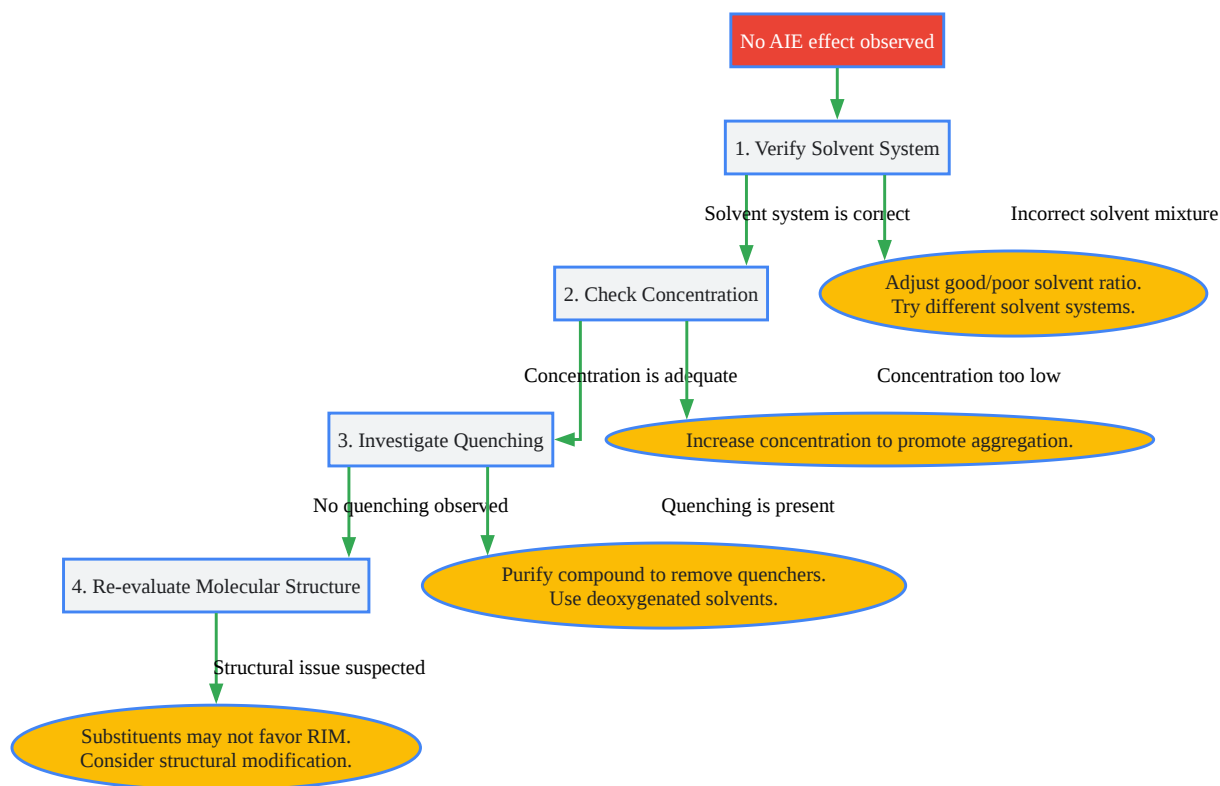 No AIE effect observed
1. Verify Solvent System
Solvent system is correct
Incorrect solvent mixture
2. Check Concentration
Adjust good/poor solvent ratio.
Try different solvent systems.
Concentration is adequate
Concentration too low
3. Investigate Quenching
Increase concentration to promote aggregation.
No quenching observed
Quenching is present
4. Re-evaluate Molecular Structure
Purify compound to remove quenchers.
Use deoxygenated solvents.
Structural issue suspected
Substituents may not favor RIM.
Consider structural modification.